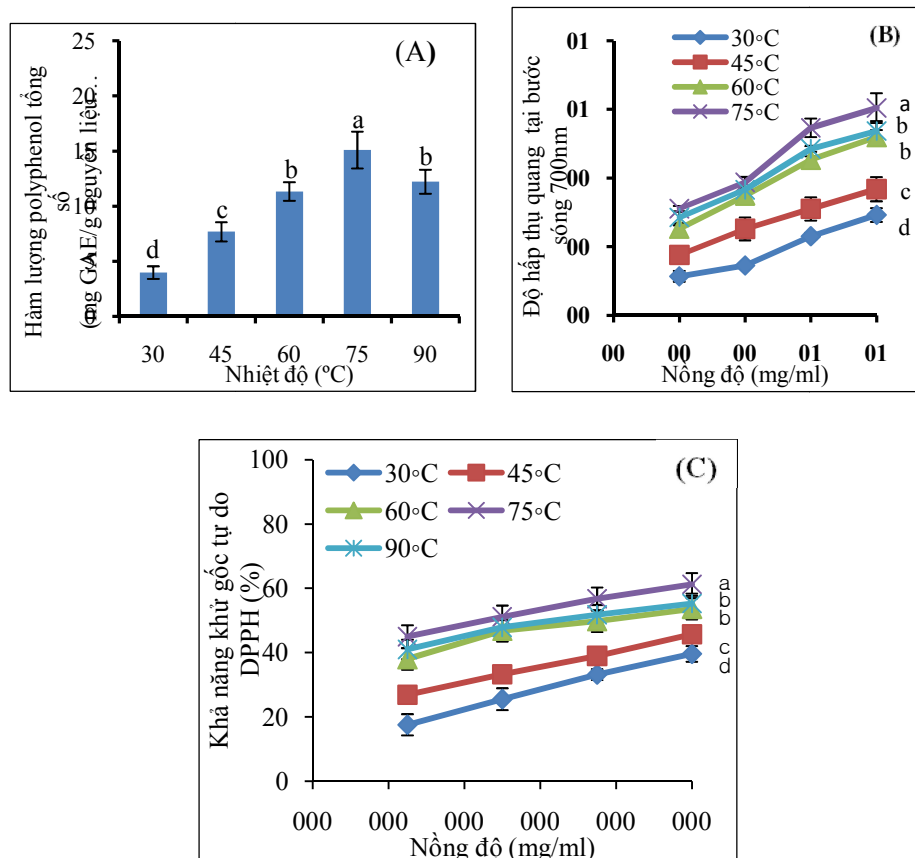 (A)
25
20
15
10
5
0
Hàm lượng polyphenol tổng
số
(mg GAE/g nguyên liệu ..
d
c
b
a
b
30 45 60 75 90
Nhiệt độ (ºC)
(B)
30◦C
45◦C
60◦C
75◦C
01
01
00
00
00
Độ hấp thụ quang tại bước
sóng 700nm
a
b
b
c
d
00 00 00 01 01
Nồng độ (mg/ml)
(C)
30◦C 45◦C
60◦C 75◦C
90◦C
100
80
60
40
20
0
Khả năng khử gốc tự do
DPPH (%)
a
b
b
c
d
000 000 000 000 000 000
Nồng độ (mg/ml)